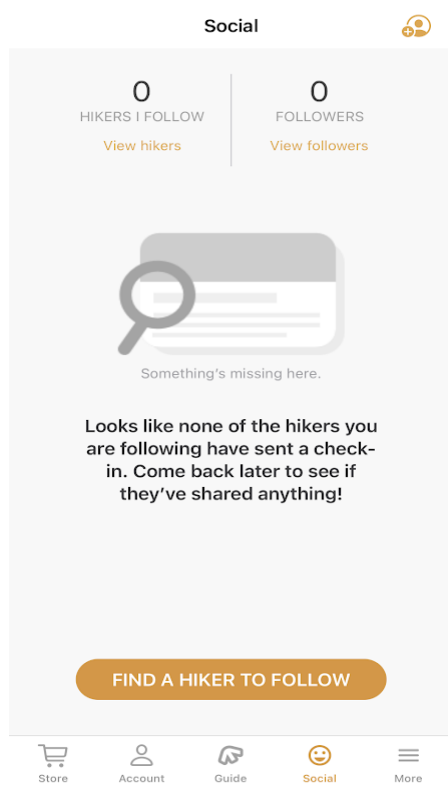 Social
0
HIKERS I FOLLOW
View hikers
0
FOLLOWERS
View followers
Something's missing here.
Looks like none of the hikers you
are following have sent a check-
in. Come back later to see if
they've shared anything!
FIND A HIKER TO FOLLOW
Store
Account
Guide
Social
More